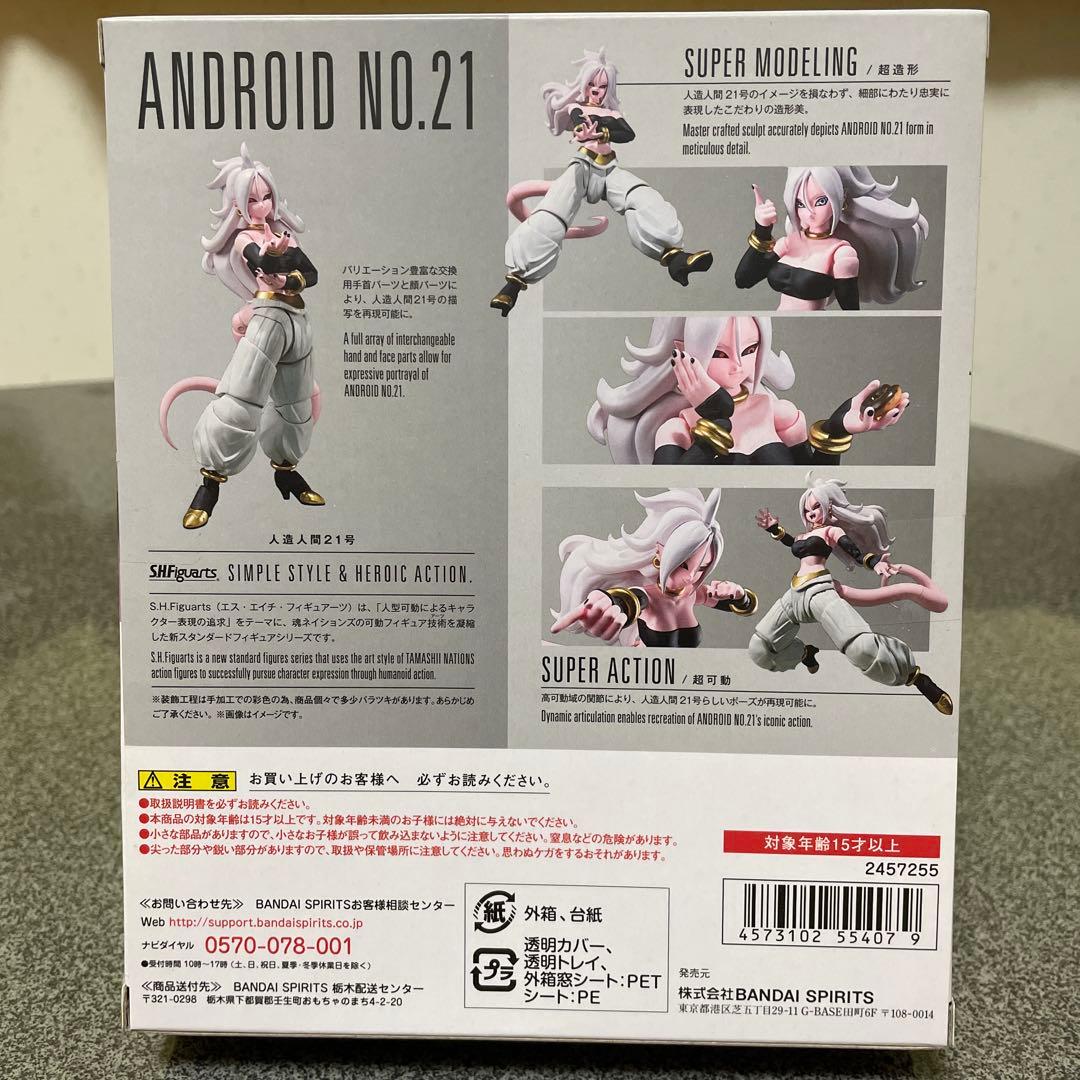 ANDROID NO.21
バリエーション豊富な交換
用手首パーツと顔パーツに
より、人造人間21号の描
写を再現可能に。
A full array of interchangeable
hand and face parts allow for
expressive portrayal of
ANDROID NO.21.
人造人間21号
S.H.Figuarts. SIMPLE STYLE & HEROIC ACTION.
S.H.Figuarts（エス・エイチ・フィギュアーツ）は、「人型可動によるキャラ
クター表現の追求」をテーマに、魂ネイションズの可動フィギュア技術を凝縮
した新スタンダードフィギュアシリーズです。
S.H.Figuarts is a new standard figures series that uses the art style of TAMASHII NATIONS
action figures to successfully pursue character expression through humanoid action.
※装飾工程は手加工での彩色の為、商品個々で多少バラツキがあります。あらかじめ
ご了承ください。 ※画像はイメージです。
SUPER MODELING / 超造形
人造人間21号のイメージを損なわず、細部にわたり忠実に
表現したこだわりの造形美。
Master crafted sculpt accurately depicts ANDROID NO.21 form in
meticulous detail.
SUPER ACTION / 超可動
高可動域の関節により、人造人間21号らしいポーズが再現可能に。
Dynamic articulation enables recreation of ANDROID NO.21's iconic action.
注意 お買い上げのお客様へ 必ずお読みください。
●取扱説明書を必ずお読みください。
●本商品の対象年齢は15才以上です。対象年齢未満のお子様には絶対に与えないでください。
●小さな部品がありますので、小さなお子様が誤って飲み込まないように注意してください。窒息などの危険があります。
●尖った部分や鋭い部分がありますので、取扱や保管場所に注意してください。思わぬケガをするおそれがあります。
対象年齢15才以上
2457255
4573102 55407 9
≪お問い合わせ先≫ BANDAI SPIRITSお客様相談センター
Web http://support.bandaispirits.co.jp
ナビダイヤル 0570-078-001
●受付時間 10時～17時（土、日、祝日、夏季・冬季休業日を除く）
≪商品送付先≫ BANDAI SPIRITS 栃木配送センター
〒321-0298 栃木県下都賀郡壬生町おもちゃのまち4-2-20
紙 外箱、台紙
プラ 透明カバー、
透明トレイ、
外箱窓シート：PET
シート：PE
発売元
株式会社BANDAI SPIRITS
東京都港区芝五丁目29-11 G-BASE田町6F 〒108-0014